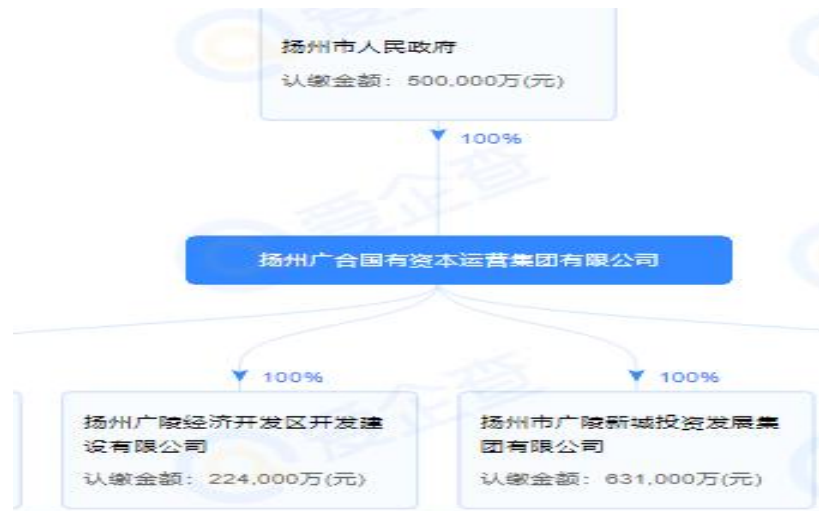 扬州市人民政府
认缴金额：500,000万(元)
100%
爱企查
扬州广合国有资本运营集团有限公司
100%
100%
扬州广陵经济开发区开发建
设有限公司
认缴金额：224,000万(元)
扬州市广陵新城投资发展集
团有限公司
认缴金额：631,000万(元)